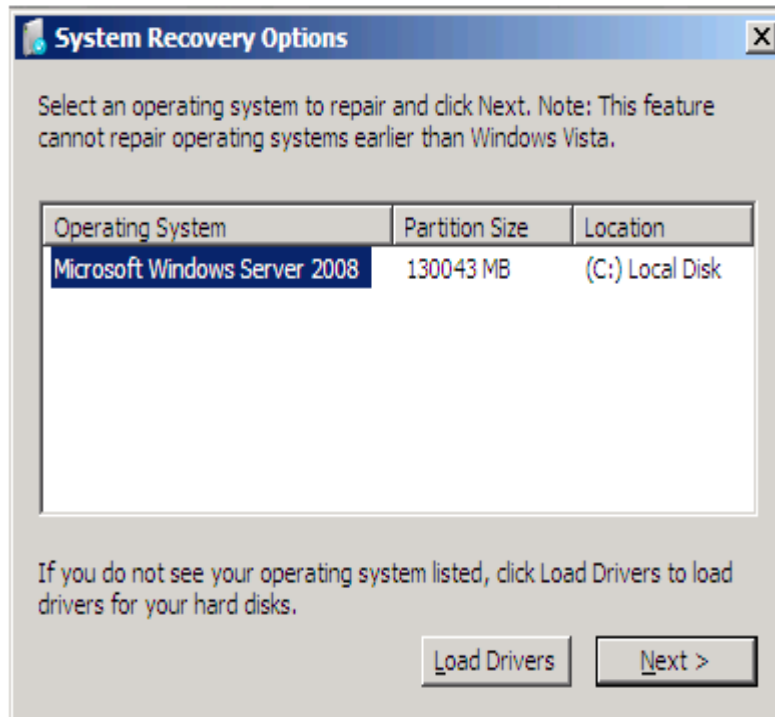 System Recovery Options
Select an operating system to repair and click Next. Note: This feature
cannot repair operating systems earlier than Windows Vista.
Operating System Partition Size Location
Microsoft Windows Server 2008 130043 MB (C:) Local Disk
If you do not see your operating system listed, click Load Drivers to load
drivers for your hard disks.
Load Drivers Next >